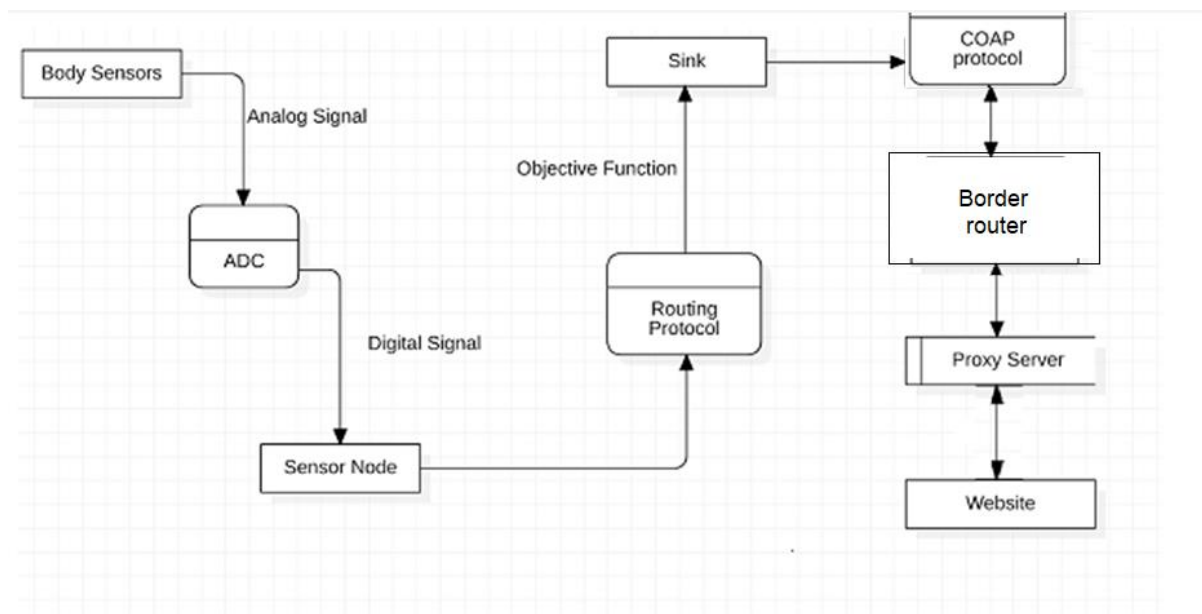 Body Sensors
Analog Signal
ADC
Digital Signal
Sensor Node
Routing
Protocol
Objective Function
Sink
COAP
protocol
Border
router
Proxy Server
Website